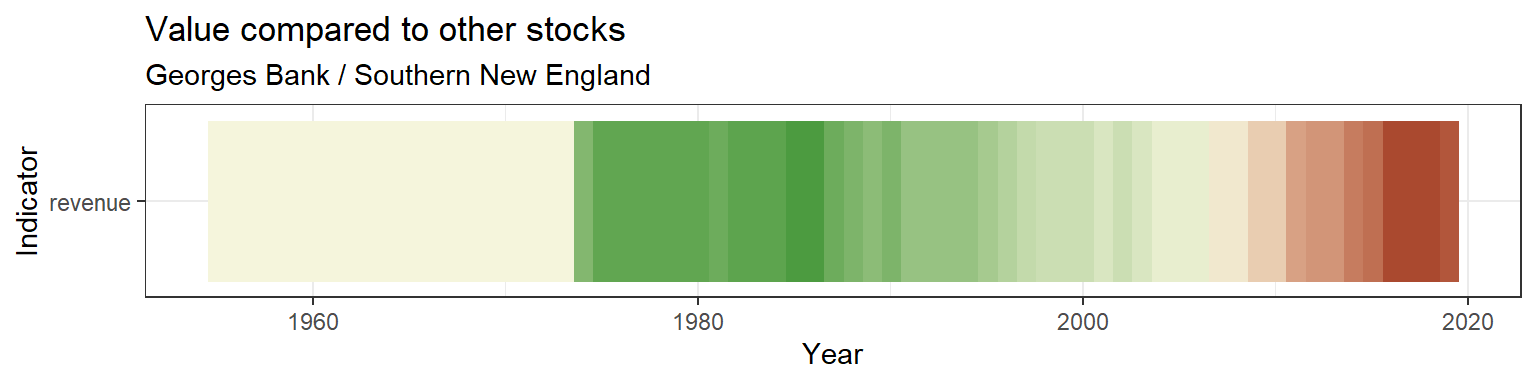 Value compared to other stocks
Georges Bank / Southern New England
Indicator
revenue
1960 1980 2000 2020
Year